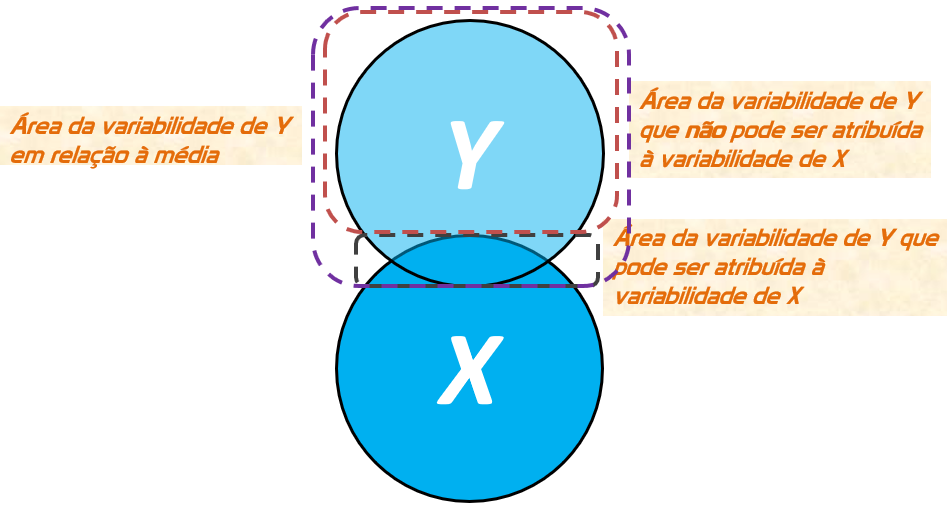 Área da variabilidade de Y
em relação à média
Y
Área da variabilidade de Y
que não pode ser atribuída
à variabilidade de X
Área da variabilidade de Y que
pode ser atribuída à
variabilidade de X
X